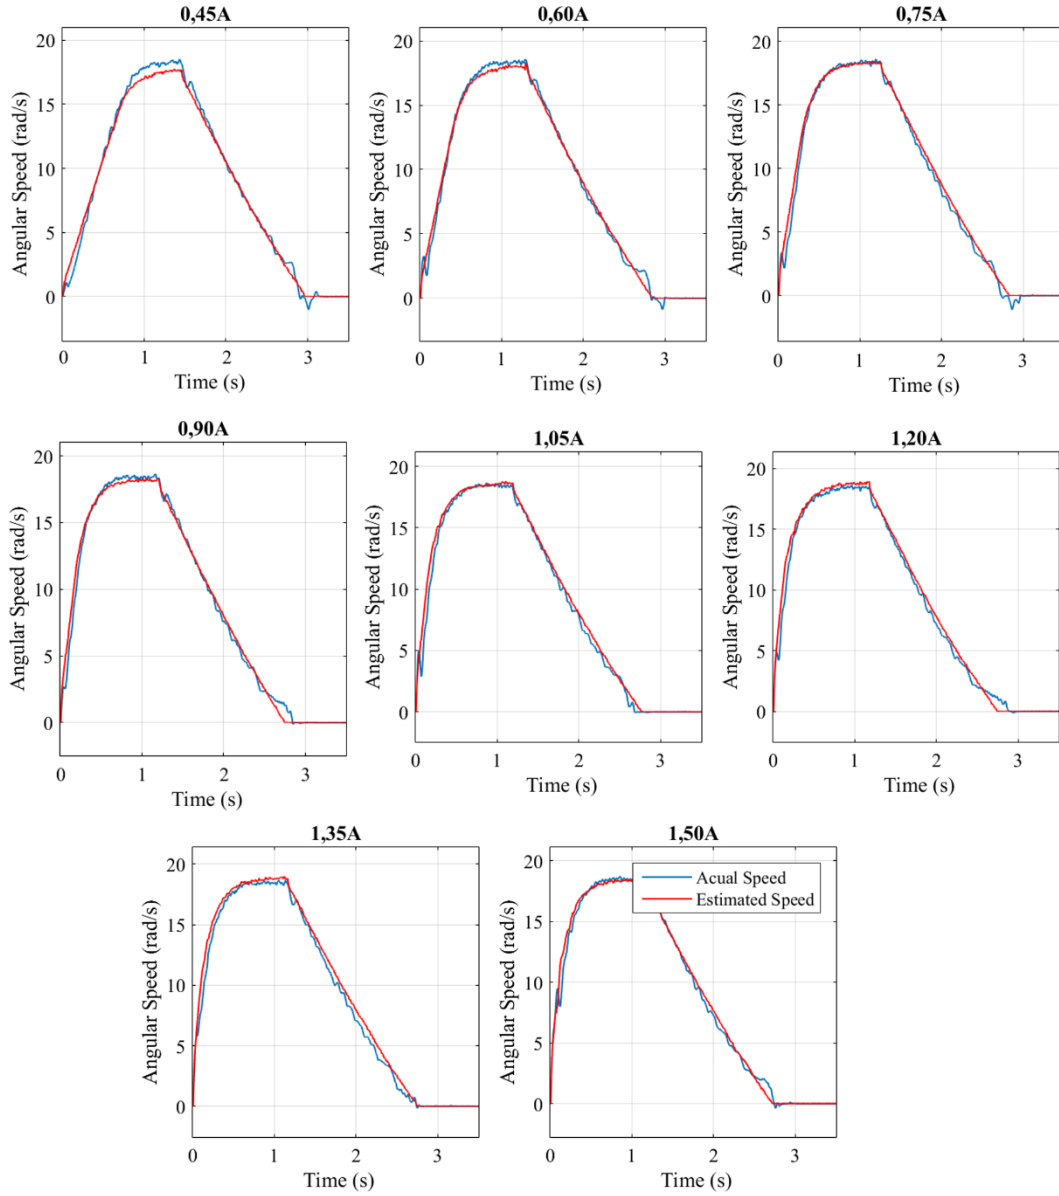 0,45A
20
15
10
5
0
Angular Speed (rad/s)
0 1 2 3
Time (s)
0,60A
20
15
10
5
0
Angular Speed (rad/s)
0 1 2 3
Time (s)
0,75A
20
15
10
5
0
Angular Speed (rad/s)
0 1 2 3
Time (s)
0,90A
20
15
10
5
0
Angular Speed (rad/s)
0 1 2 3
Time (s)
1,05A
20
15
10
5
0
Angular Speed (rad/s)
0 1 2 3
Time (s)
1,20A
20
15
10
5
0
Angular Speed (rad/s)
0 1 2 3
Time (s)
1,35A
20
15
10
5
0
Angular Speed (rad/s)
0 1 2 3
Time (s)
1,50A
20
15
10
5
0
Angular Speed (rad/s)
Acual Speed
Estimated Speed
0 1 2 3
Time (s)